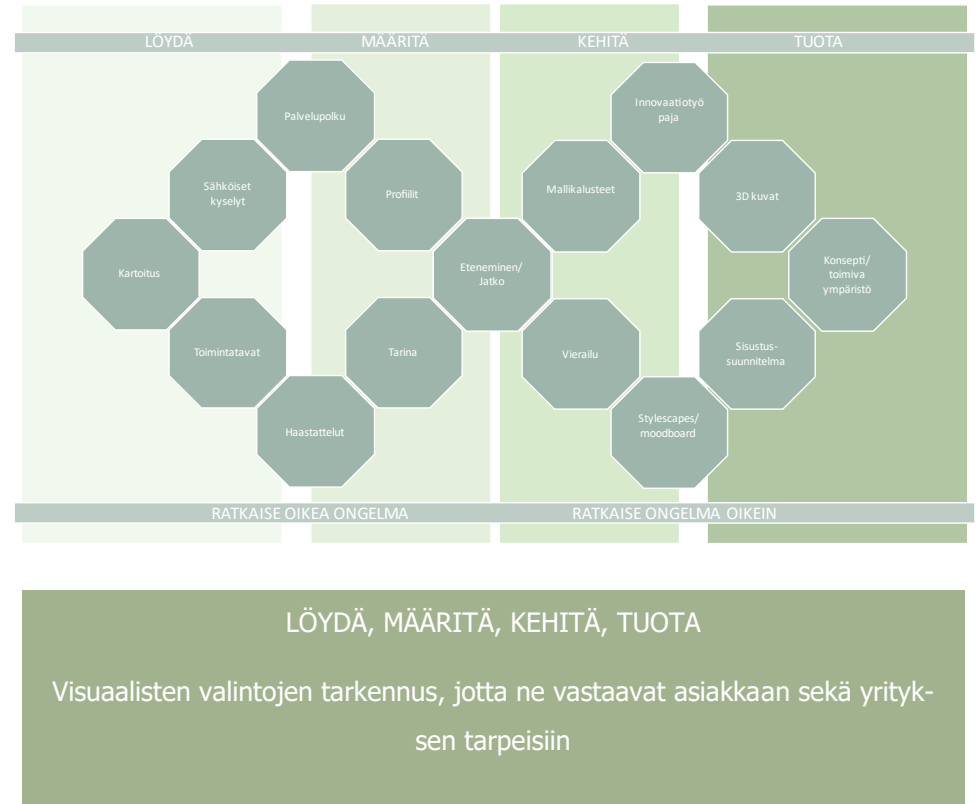 LÖYDÄ
MÄÄRITÄ
KEHITÄ
TUOTA
Palvelupolku
Innovaatiotyö
paja
Sähköiset
kyselyt
Profiilit
Mallikalusteet
3D kuvat
Kartoitus
Eteneminen/
Jatko
Konsepti/
toimiva
ympäristö
Toimintatavat
Tarina
Vierailu
Sisustus-
suunnitelma
Haastattelut
Stylescapes/
moodboard
RATKAISE OIKEA ONGELMA
RATKAISE ONGELMA OIKEIN
LÖYDÄ, MÄÄRITÄ, KEHITÄ, TUOTA
Visuaalisten valintojen tarkennus, jotta ne vastaavat asiakkaan sekä yrityk-
sen tarpeisiin